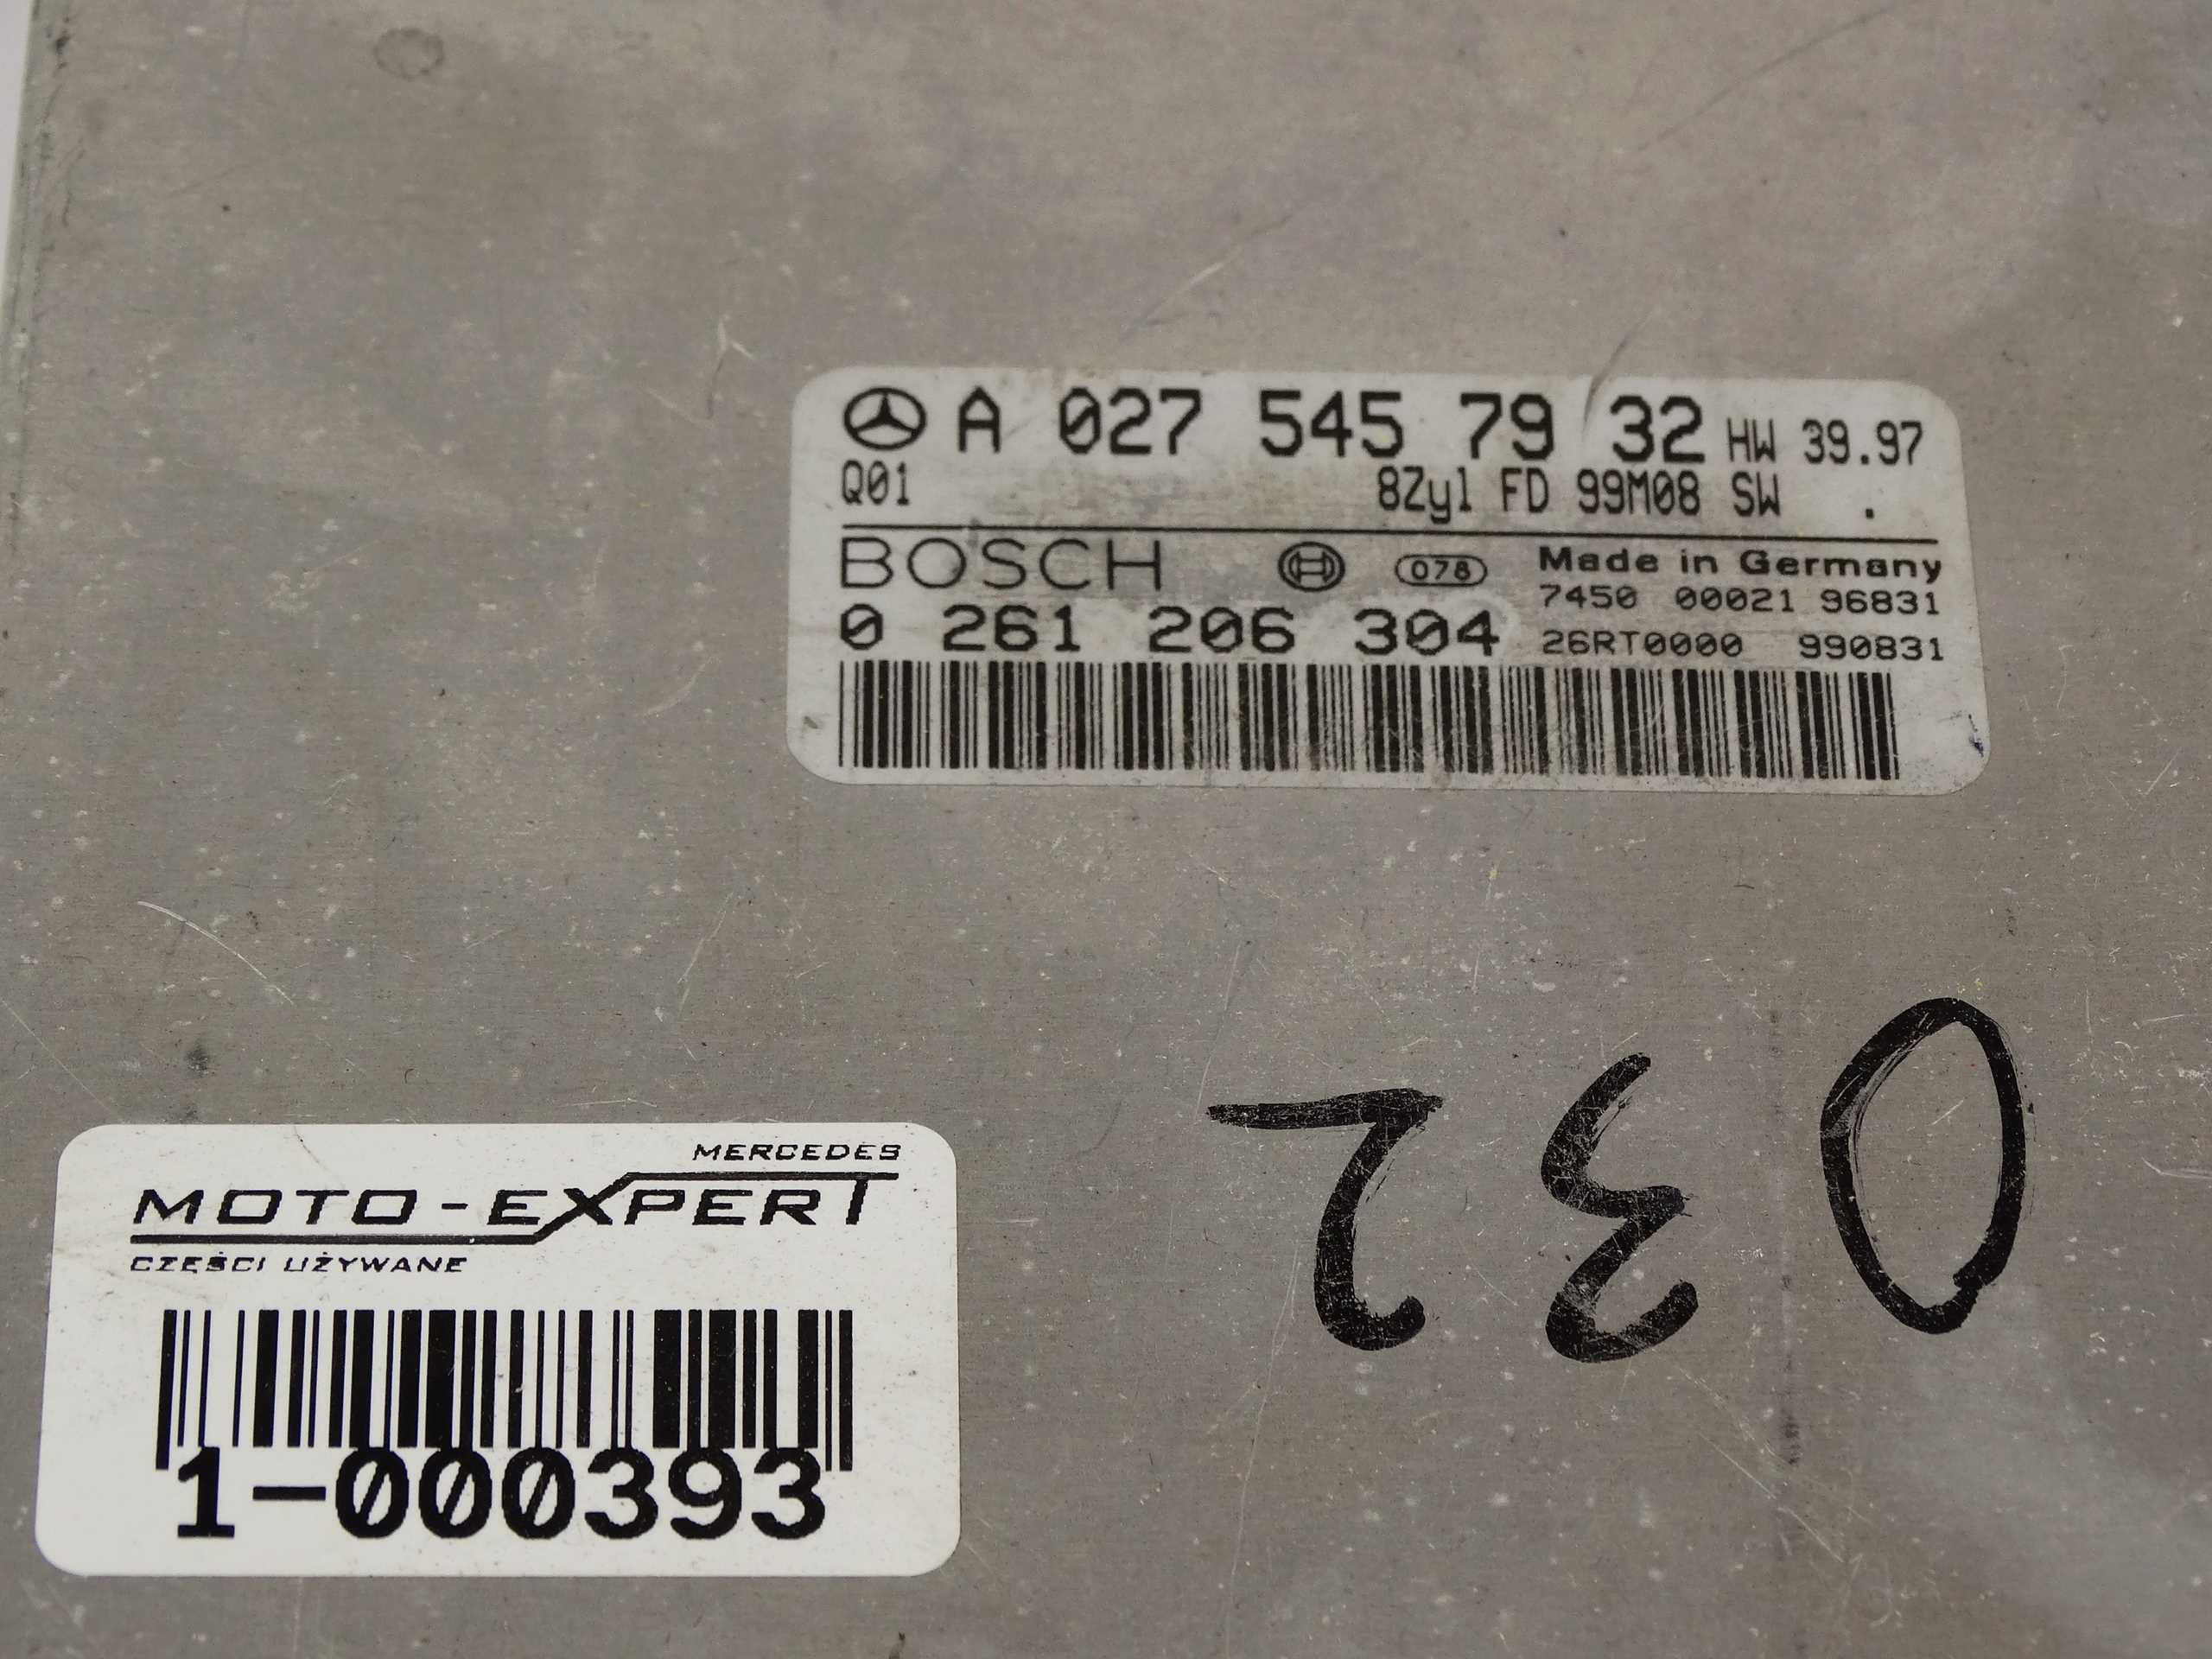 A 027 545 79 32 HW 39.97
Q01 8Zyl FD 99M08 SW .
BOSCH 078 Made in Germany
7450 00021 96831
0 261 206 304 26RT0000 990831
032
MERCEDES
MOTO-EXPERT
CZĘŚCI UŻYWANE
1-000393